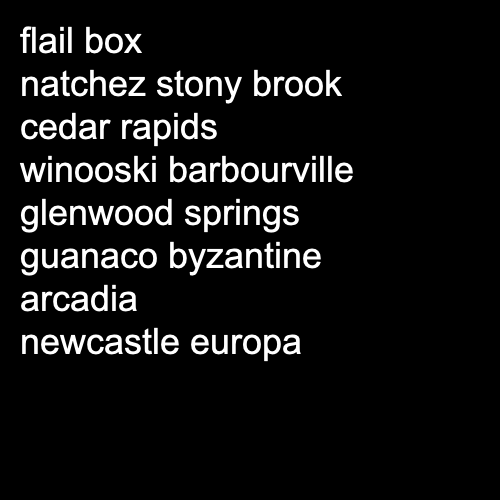 flail box
natchez stony brook
cedar rapids
winooski barbourville
glenwood springs
guanaco byzantine
arcadia
newcastle europa